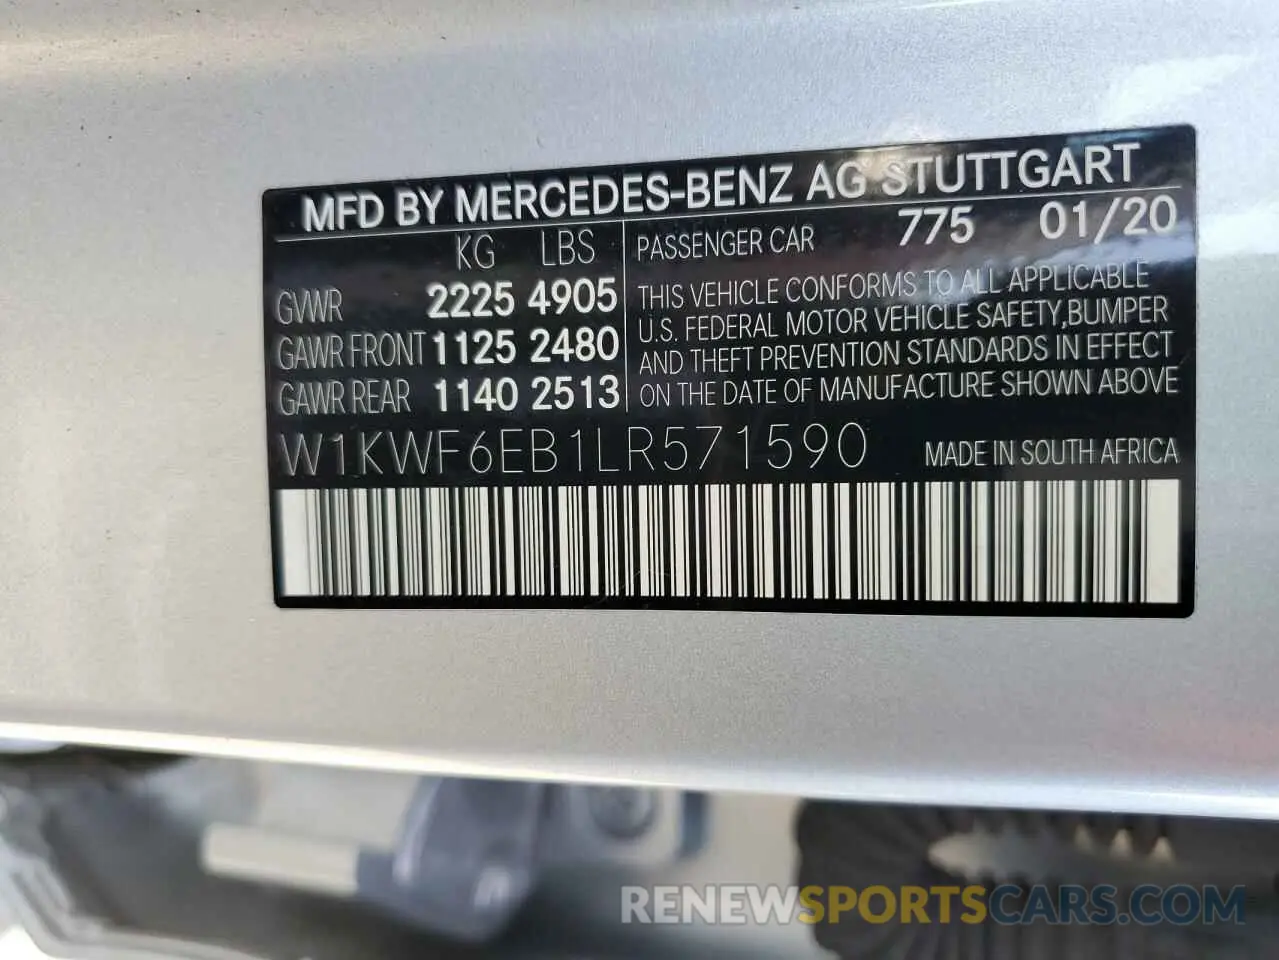 MFD BY MERCEDES-BENZ AG STUTTGART
KG LBS
GVWR 2225 4905
GAWR FRONT 1125 2480
GAWR REAR 1140 2513
PASSENGER CAR 775 01/20
THIS VEHICLE CONFORMS TO ALL APPLICABLE
U.S. FEDERAL MOTOR VEHICLE SAFETY,BUMPER
AND THEFT PREVENTION STANDARDS IN EFFECT
ON THE DATE OF MANUFACTURE SHOWN ABOVE
W1KWF6EB1LR571590 MADE IN SOUTH AFRICA
RENEWSPORTSCARS.COM